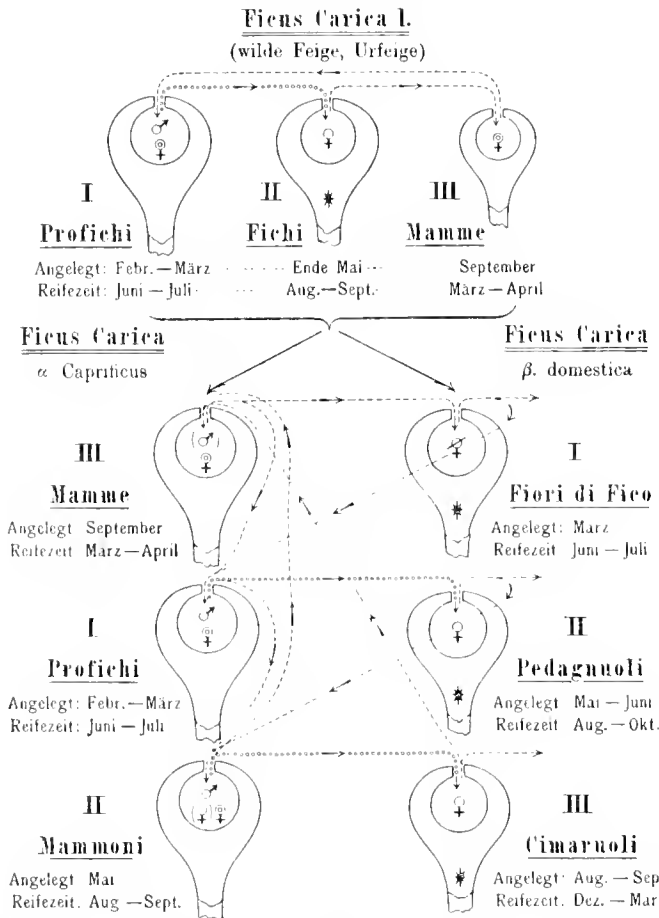 Ficus Carica l.
(wilde Feige, Urfeige)
I
Profichi
Angelegt: Febr.—März
Reifezeit: Juni—Juli
II
Fichi
Ende Mai
Aug.—Sept.
III
Mamme
September
März—April
Ficus Carica
α Caprificus
Ficus Carica
β. domestica
III
Mamme
Angelegt September
Reifezeit März—April
I
Fiori di Fico
Angelegt: März
Reifezeit Juni—Juli
I
Profichi
Angelegt: Febr.—März
Reifezeit: Juni—Juli
II
Pedagnuoli
Angelegt Mai—Juni
Reifezeit Aug.—Okt.
II
Mammoni
Angelegt Mai
Reifezeit. Aug—Sept.
III
Cimaruoli
Angelegt: Aug.—Sep
Reifezeit. Dez.—Mar